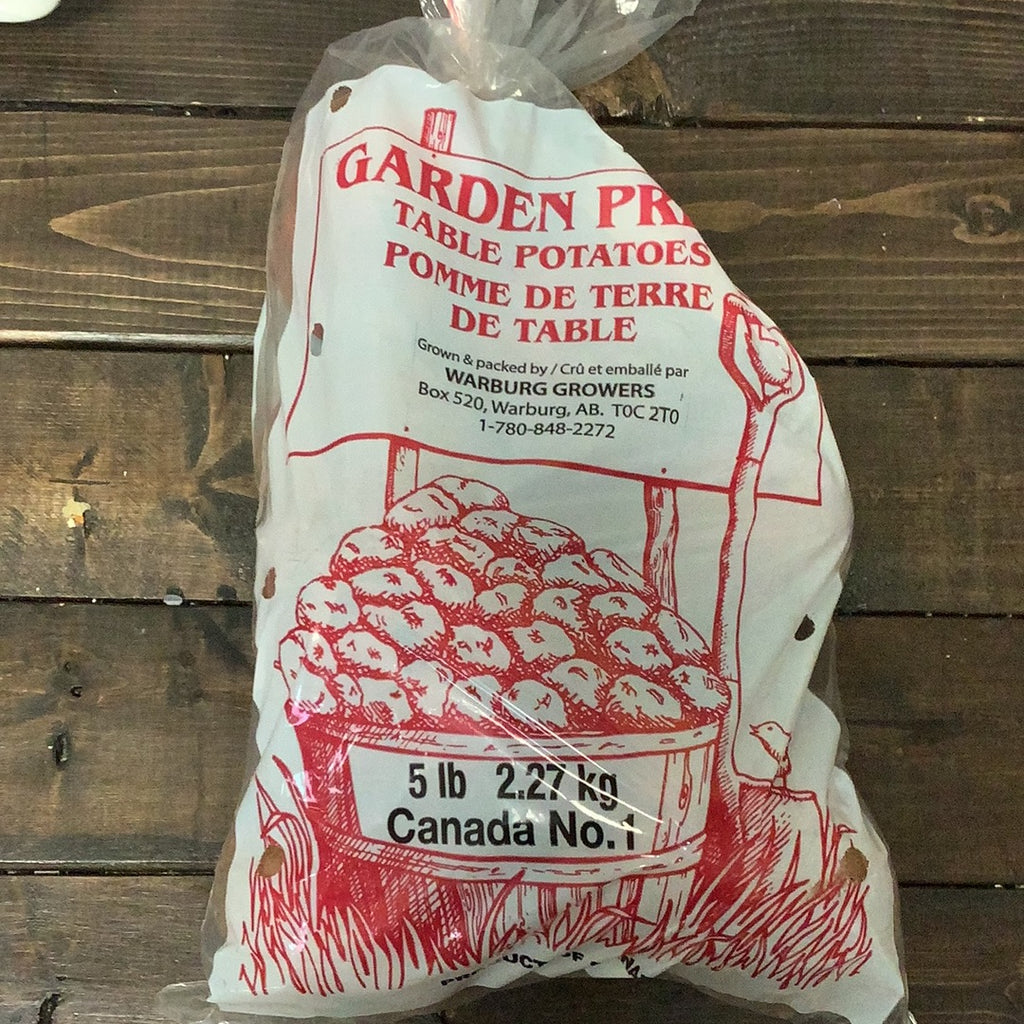 GARDEN
TABLE POTATOES
POMME DE TERRE
DE TABLE
Grown & packed by / Crû et emballé par
WARBURG GROWERS
Box 520, Warburg, AB. T0C 2T0
1-780-848-2272
5 lb 2.27 kg
Canada No.1